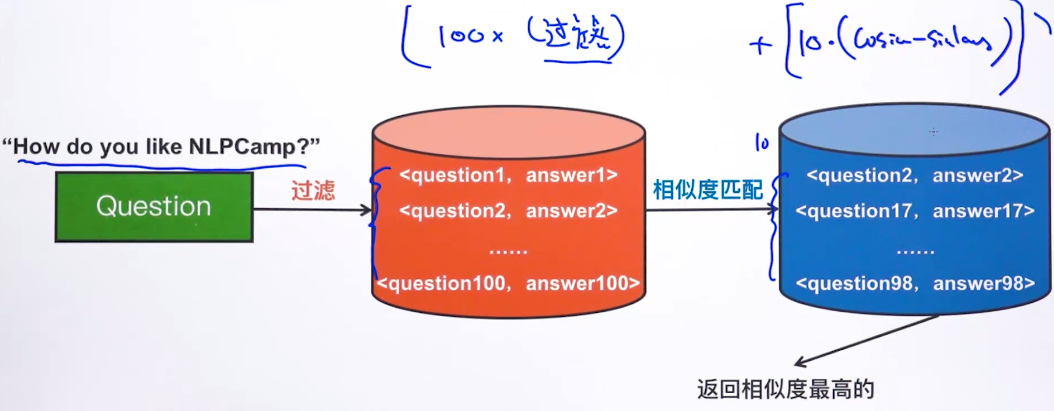 [100 × (过滤)
+ [10·(cosine-similarity)]
“How do you like NLPCamp?”
Question
过滤
<question1, answer1>
<question2, answer2>
......
<question100, answer100>
相似度匹配
10
<question2, answer2>
<question17, answer17>
......
<question98, answer98>
返回相似度最高的